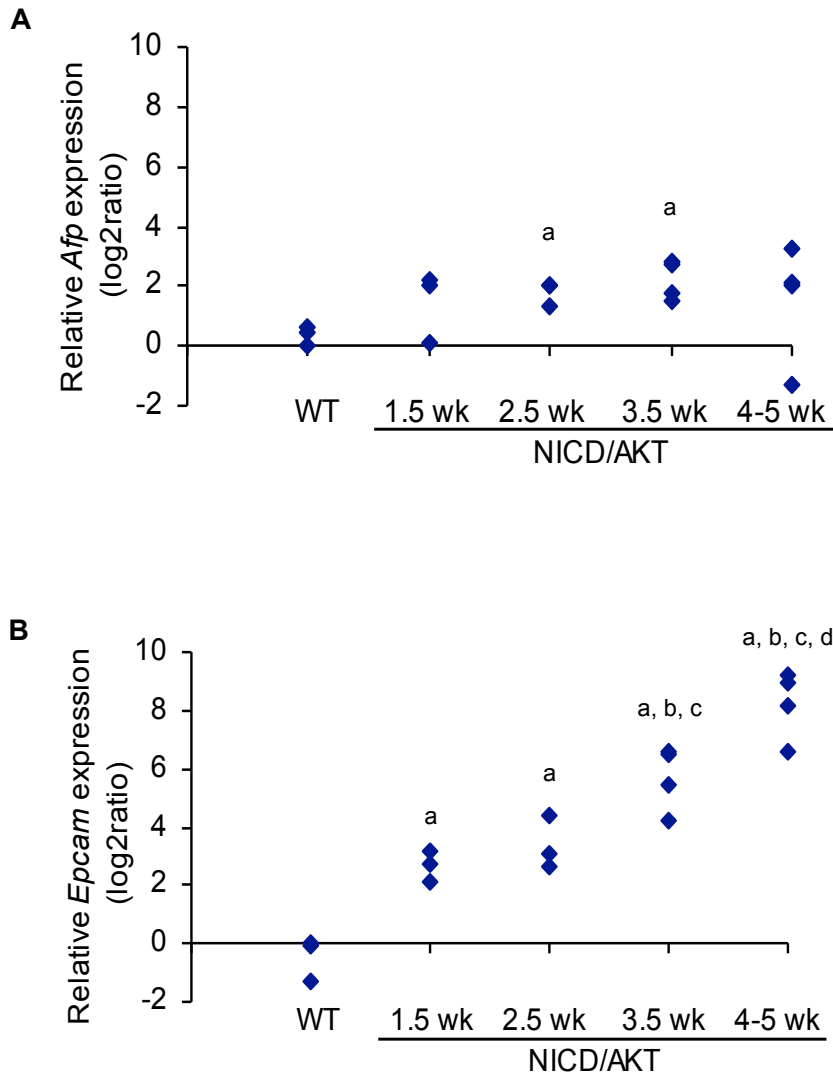 A
Relative Afp expression
(log2ratio)
10
8
6
4
2
0
-2
a
a
WT
1.5 wk
2.5 wk
3.5 wk
4-5 wk
NICD/AKT
B
Relative Epcam expression
(log2ratio)
10
8
6
4
2
0
-2
a
a
a, b, c
a, b, c, d
WT
1.5 wk
2.5 wk
3.5 wk
4-5 wk
NICD/AKT